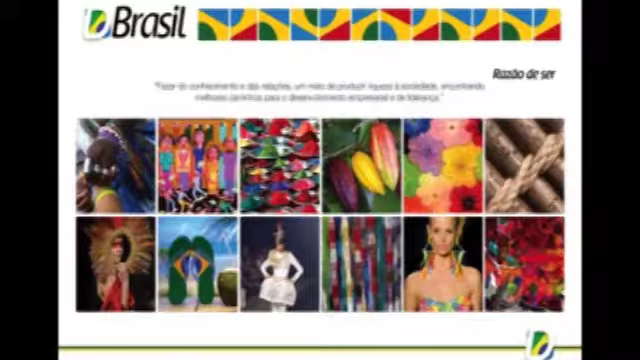 Brasil
Razão de ser
"Fazer do conhecimento e das relações, um meio de produzir riqueza à sociedade, encontrando
melhores caminhos para o desenvolvimento empresarial e de liderança."